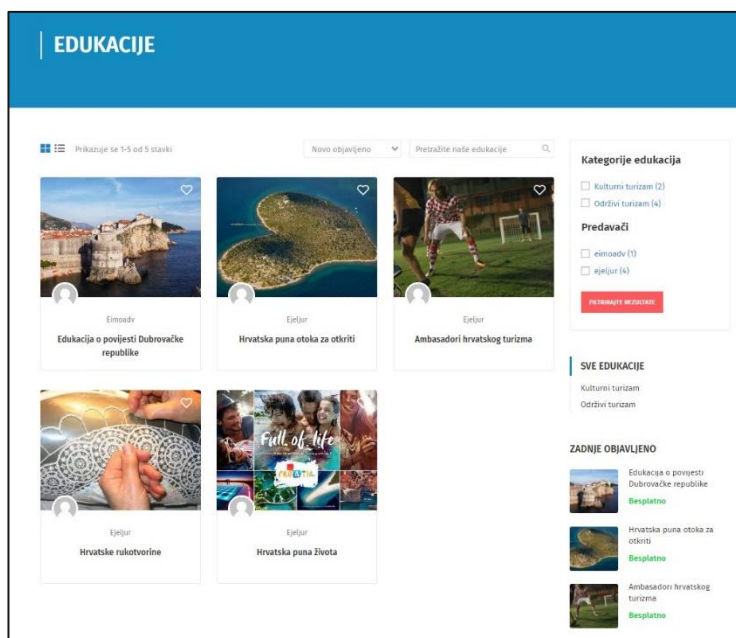 EDUKACIJE
Prikazuje se 1-5 od 5 stavki
Novo objavljeno
Pretražite naše edukacije
Eimoadv
Edukacija o povijesti Dubrovačke
republike
Ejeljur
Hrvatska puna otoka za otkriti
Ejeljur
Ambasadori hrvatskog turizma
Ejeljur
Hrvatske rukotvorine
Full of life
CROATIA
Ejeljur
Hrvatska puna života
Kategorije edukacija
Kulturni turizam (2)
Održivi turizam (4)
Predavači
eimoadv (1)
ejeljur (4)
FILTRIRAJTE REZULTATE
SVE EDUKACIJE
Kulturni turizam
Održivi turizam
ZADNJE OBJAVLJENO
Edukacija o povijesti
Dubrovačke republike
Besplatno
Hrvatska puna otoka za
otkriti
Besplatno
Ambasadori hrvatskog
turizma
Besplatno